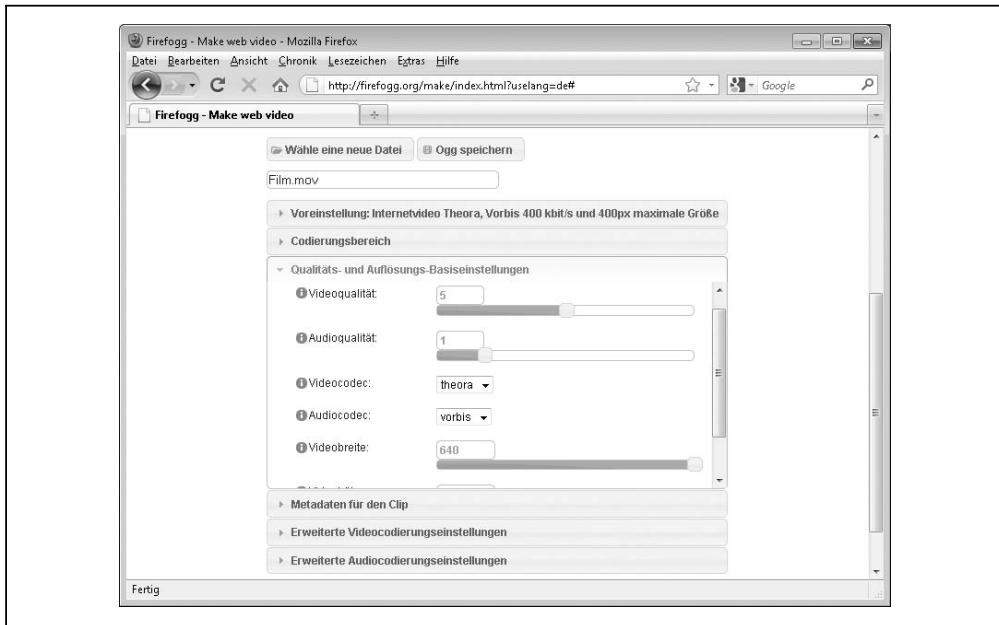 Firefogg - Make web video - Mozilla Firefox
Datei Bearbeiten Ansicht Chronik Lesezeichen Extras Hilfe
http://firefogg.org/make/index.html?uselang=de#
Google
Firefogg - Make web video
Wähle eine neue Datei
Ogg speichern
Film.mov
Voreinstellung: Internetvideo Theora, Vorbis 400 kbit/s und 400px maximale Größe
Codierungsbereich
Qualitäts- und Auflösungs-Basiseinstellungen
Videoqualität: 5
Audioqualität: 1
Videocodec: theora
Audiocodec: vorbis
Videobreite: 640
Metadaten für den Clip
Erweiterte Videocodierungseinstellungen
Erweiterte Audiocodierungseinstellungen
Fertig